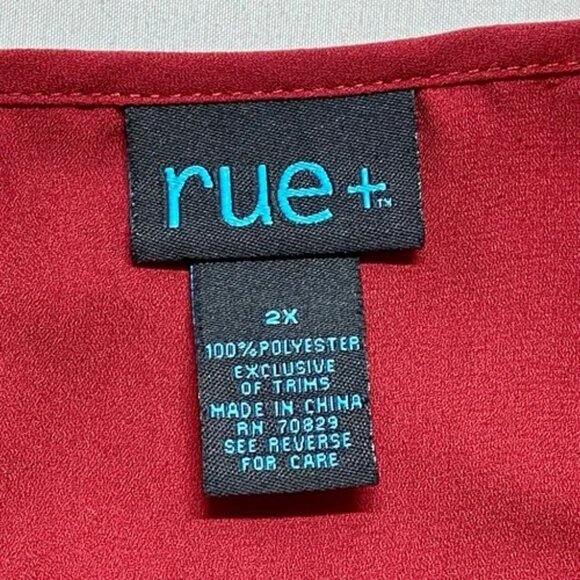 rue+™
2X
100% POLYESTER
EXCLUSIVE
OF TRIMS
MADE IN CHINA
RN 70829
SEE REVERSE
FOR CARE